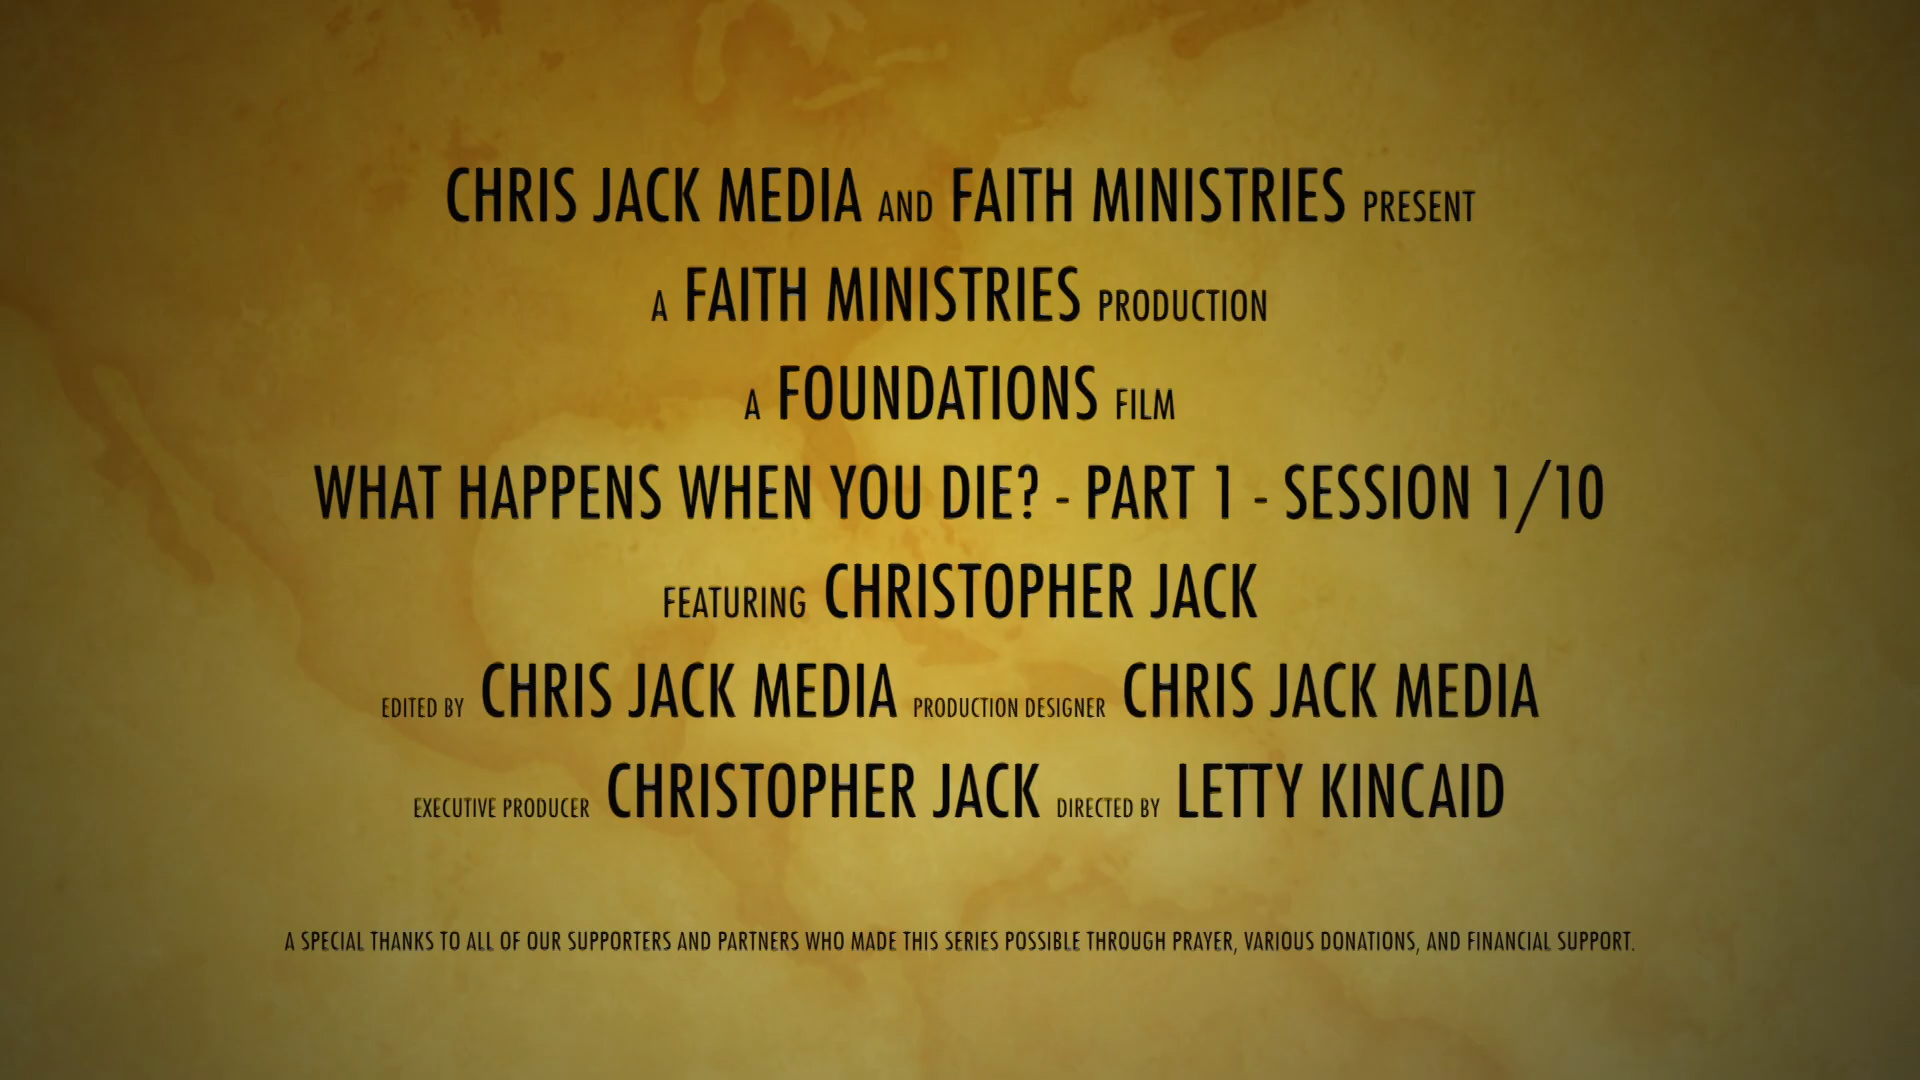 CHRIS JACK MEDIA AND FAITH MINISTRIES PRESENT
A FAITH MINISTRIES PRODUCTION
A FOUNDATIONS FILM
WHAT HAPPENS WHEN YOU DIE? - PART 1 - SESSION 1/10
FEATURING CHRISTOPHER JACK
EDITED BY CHRIS JACK MEDIA PRODUCTION DESIGNER CHRIS JACK MEDIA
EXECUTIVE PRODUCER CHRISTOPHER JACK DIRECTED BY LETTY KINCAID
A SPECIAL THANKS TO ALL OF OUR SUPPORTERS AND PARTNERS WHO MADE THIS SERIES POSSIBLE THROUGH PRAYER, VARIOUS DONATIONS, AND FINANCIAL SUPPORT.